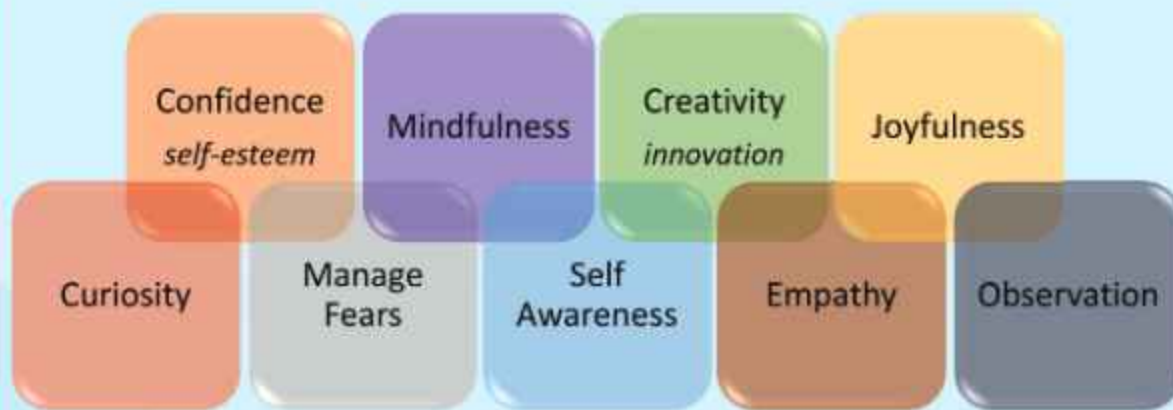 Confidence
self-esteem
Mindfulness
Creativity
innovation
Joyfulness
Curiosity
Manage
Fears
Self
Awareness
Empathy
Observation